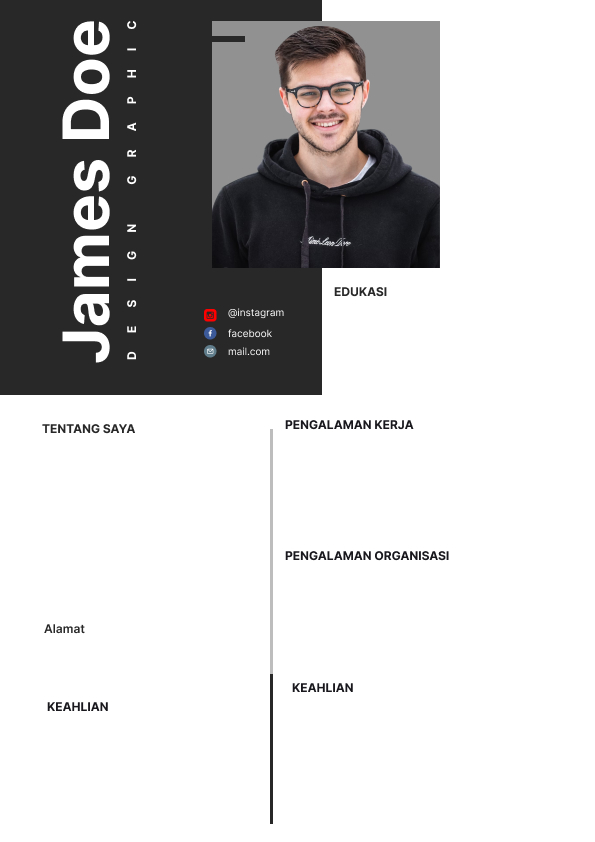 James Doe
DESIGN GRAPHIC
@instagram
facebook
mail.com
EDUKASI
TENTANG SAYA
Alamat
KEAHLIAN
PENGALAMAN KERJA
PENGALAMAN ORGANISASI
KEAHLIAN